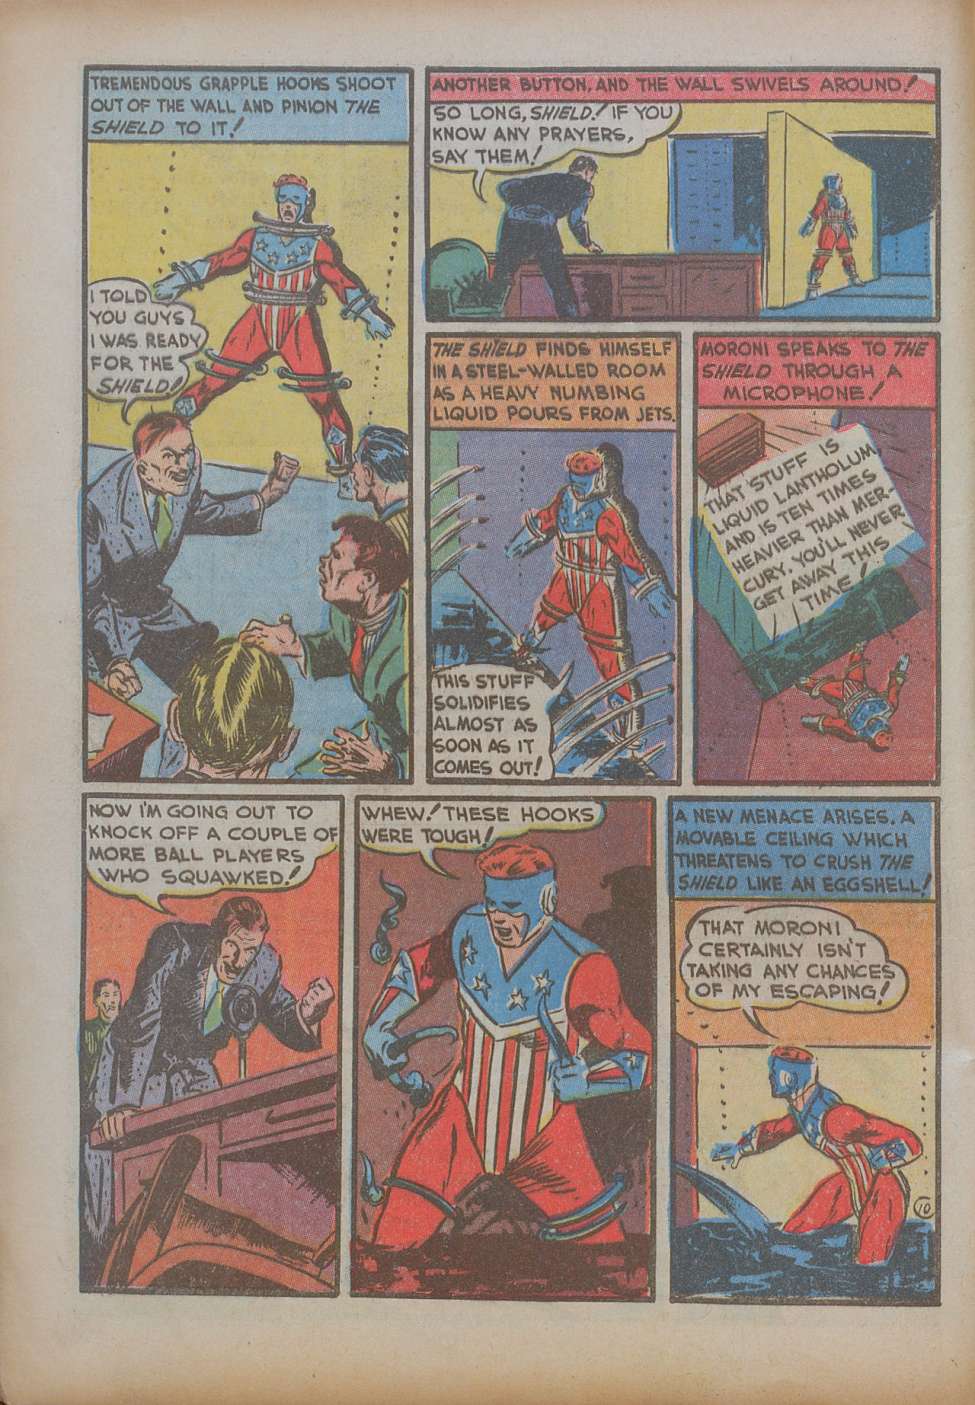 TREMENDOUS GRAPPLE HOOKS SHOOT
OUT OF THE WALL AND PINION THE
SHIELD TO IT!
I TOLD
YOU GUYS
I WAS READY
FOR THE
SHIELD!
ANOTHER BUTTON, AND THE WALL SWIVELS AROUND!
SO LONG, SHIELD! IF YOU
KNOW ANY PRAYERS,
SAY THEM!
THE SHIELD FINDS HIMSELF
IN A STEEL-WALLED ROOM
AS A HEAVY NUMBING
LIQUID POURS FROM JETS.
THIS STUFF
SOLIDIFIES
ALMOST AS
SOON AS IT
COMES OUT!
MORONI SPEAKS TO THE
SHIELD THROUGH A
MICROPHONE!
THAT STUFF IS
LIQUID LANTHOLUM
AND IS TEN TIMES
HEAVIER THAN MER-
CURY. YOU'LL NEVER
GET AWAY THIS
TIME!
NOW I'M GOING OUT TO
KNOCK OFF A COUPLE OF
MORE BALL PLAYERS
WHO SQUAWKED!
WHEW! THESE HOOKS
WERE TOUGH!
A NEW MENACE ARISES. A
MOVABLE CEILING WHICH
THREATENS TO CRUSH THE
SHIELD LIKE AN EGGSHELL!
THAT MORONI
CERTAINLY ISN'T
TAKING ANY CHANCES
OF MY ESCAPING!
10